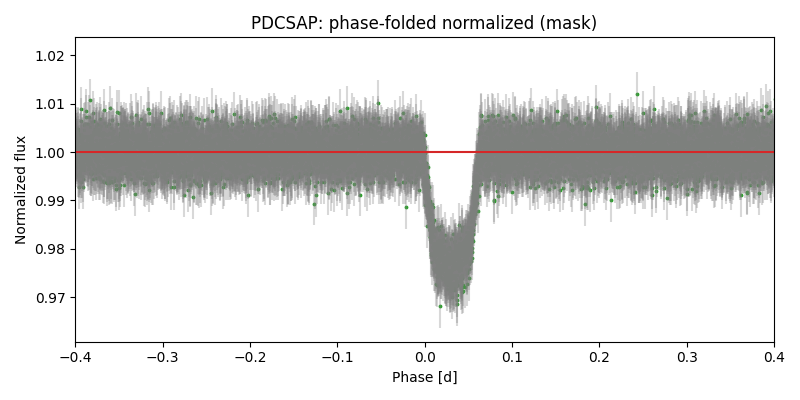 PDCSAP: phase-folded normalized (mask)
1.02
1.01
1.00
0.99
0.98
0.97
Normalized flux
−0.4 −0.3 −0.2 −0.1 0.0 0.1 0.2 0.3 0.4
Phase [d]